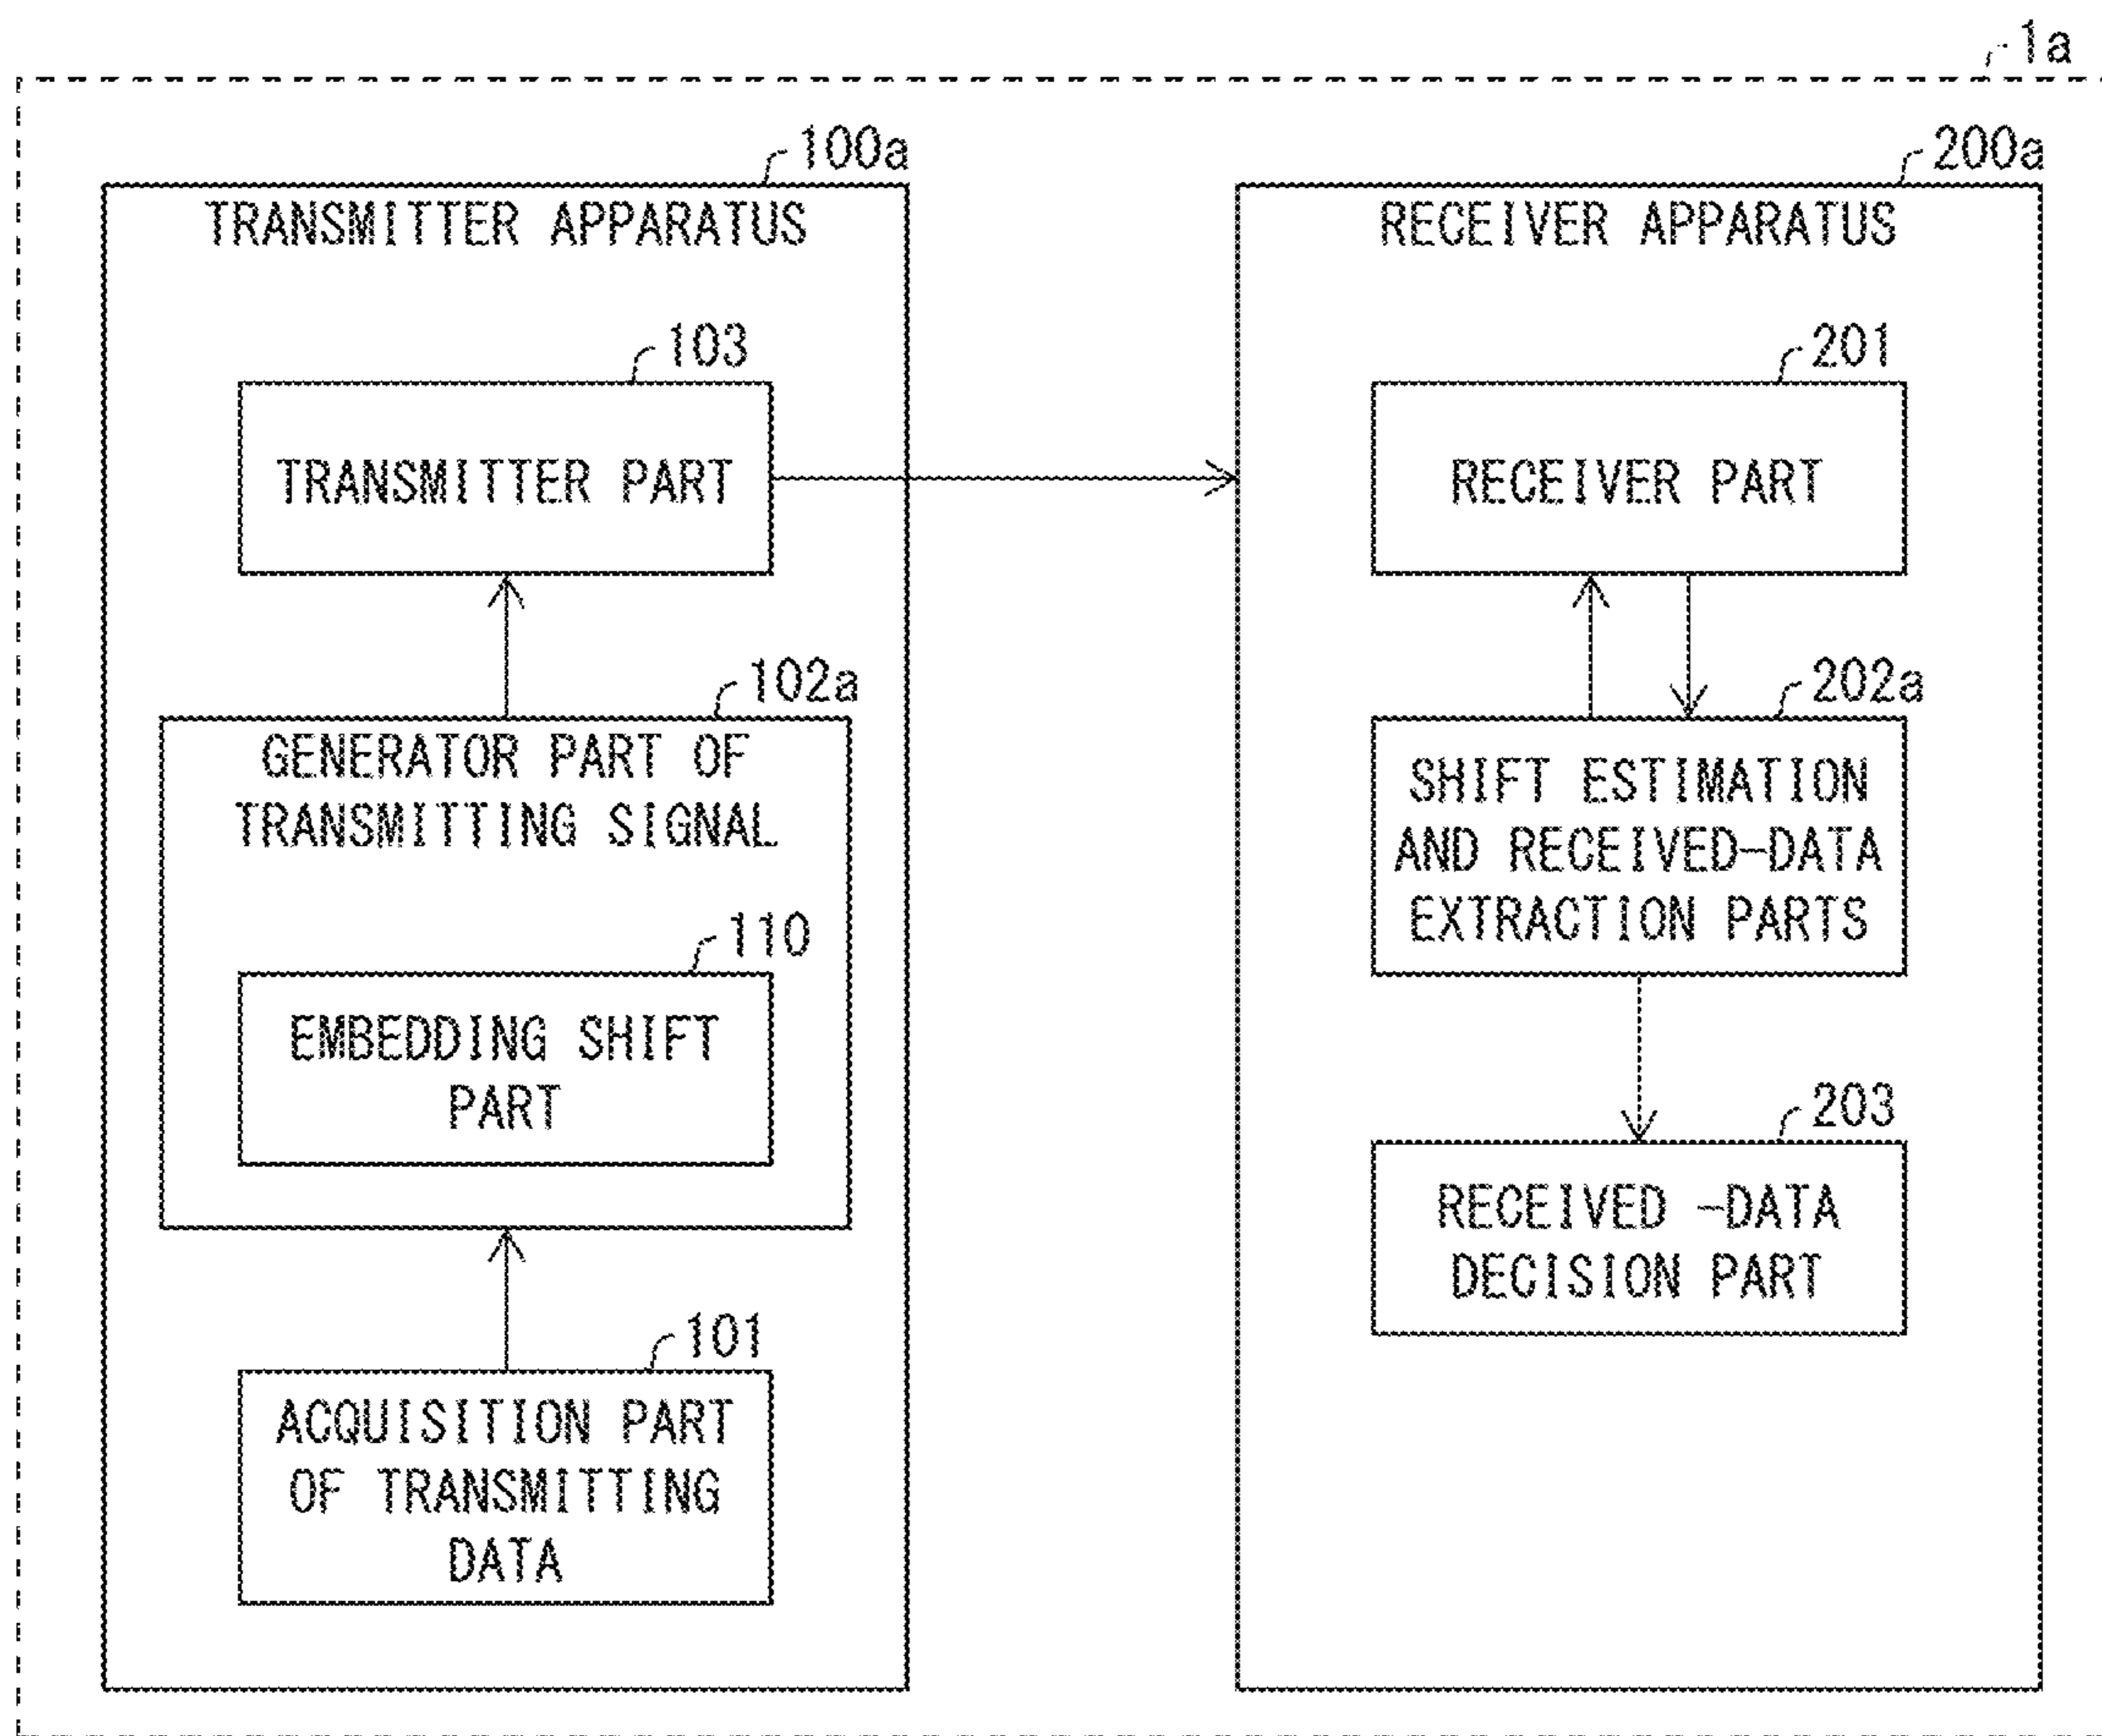 1a
100a
TRANSMITTER APPARATUS
103
TRANSMITTER PART
102a
GENERATOR PART OF
TRANSMITTING SIGNAL
110
EMBEDDING SHIFT
PART
101
ACQUISITION PART
OF TRANSMITTING
DATA
200a
RECEIVER APPARATUS
201
RECEIVER PART
202a
SHIFT ESTIMATION
AND RECEIVED-DATA
EXTRACTION PARTS
203
RECEIVED -DATA
DECISION PART